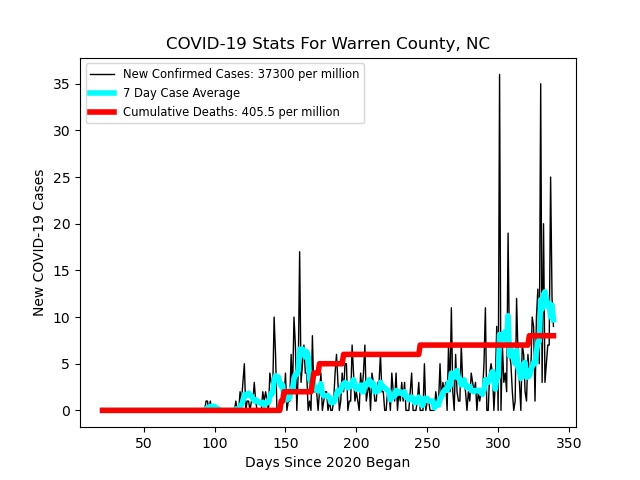 COVID-19 Stats For Warren County, NC
New Confirmed Cases: 37300 per million
7 Day Case Average
Cumulative Deaths: 405.5 per million
New COVID-19 Cases
35
30
25
20
15
10
5
0
50
100
150
200
250
300
350
Days Since 2020 Began